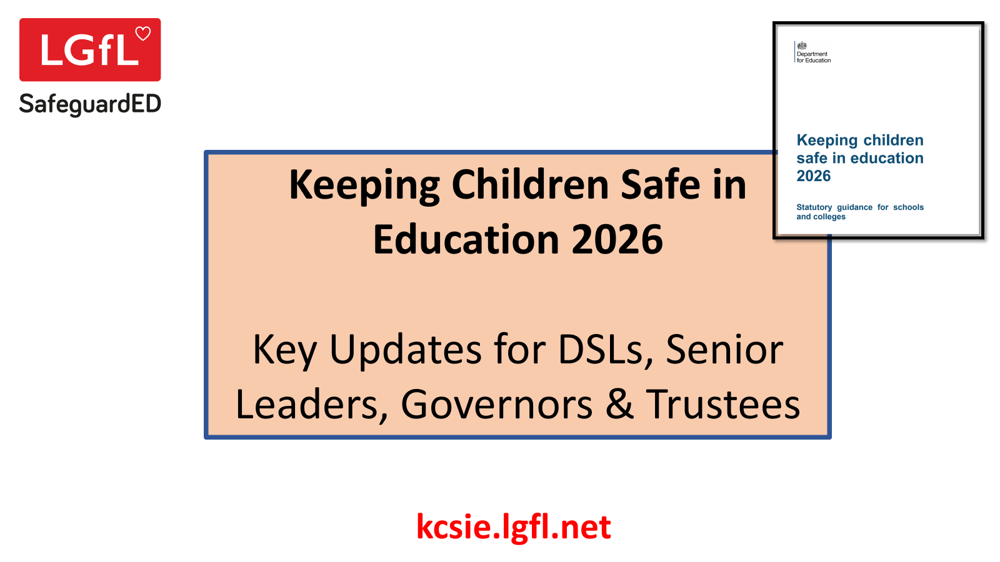 LGfL
SafeguardED
Department
for Education
Keeping children
safe in education
2026
Statutory guidance for schools
and colleges
Keeping Children Safe in
Education 2026
Key Updates for DSLs, Senior
Leaders, Governors & Trustees
kcsie.lgfl.net